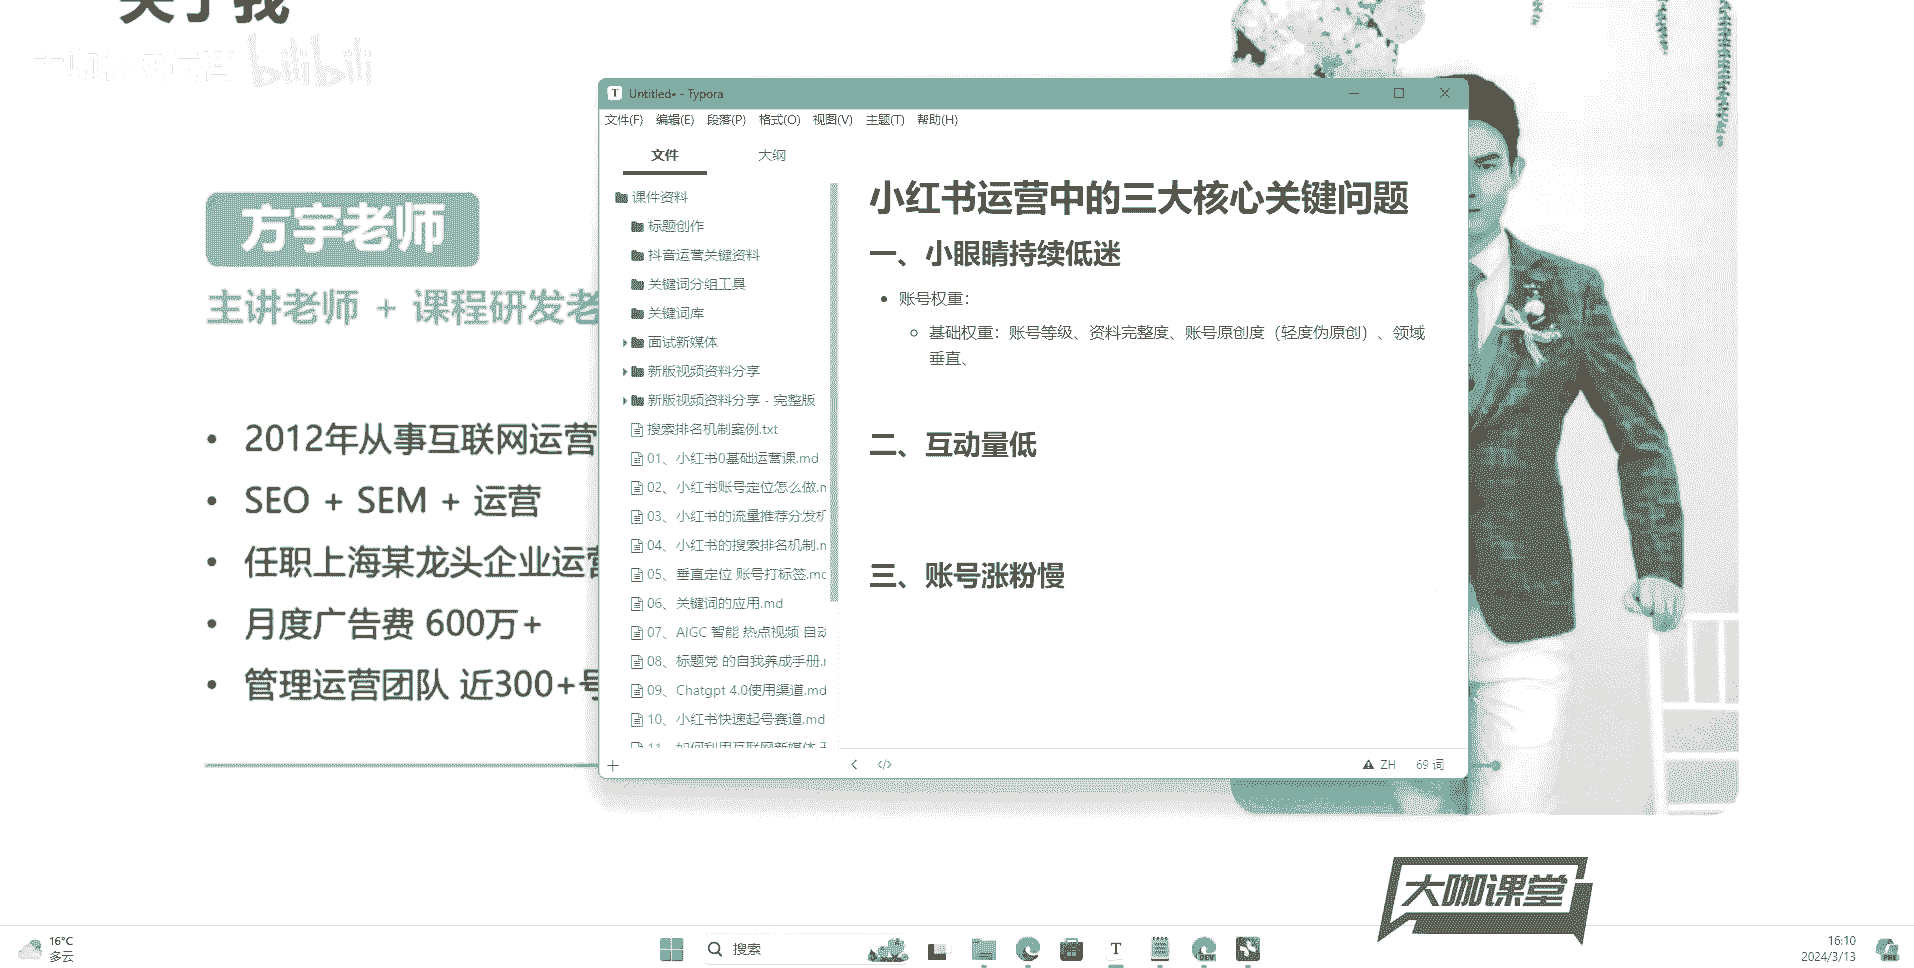 关于我
bilibili
方宇老师
主讲老师 + 课程研发老
2012年从事互联网运营
SEO + SEM + 运营
任职上海某龙头企业运营
月度广告费 600万+
管理运营团队 近300+号
Untitled• - Typora
文件(F) 编辑(E) 段落(P) 格式(O) 视图(V) 主题(T) 帮助(H)
文件 大纲
课件资料
标题创作
抖音运营关键资料
关键词分组工具
关键词库
面试新媒体
新版视频资料分享
新版视频资料分享 - 完整版
搜索排名机制案例.txt
01、小红书0基础运营课.md
02、小红书账号定位怎么做.m
03、小红书的流量推荐分发机
04、小红书的搜索排名机制.m
05、垂直定位 账号打标签.md
06、关键词的应用.md
07、AIGC 智能 热点视频 自动
08、标题党 的自我养成手册.m
09、Chatgpt 4.0使用渠道.md
10、小红书快速起号赛道.md
11、如何利用互联网新媒体
小红书运营中的三大核心关键问题
一、小眼睛持续低迷
账号权重：
基础权重：账号等级、资料完整度、账号原创度（轻度伪原创）、领域
垂直、
二、互动量低
三、账号涨粉慢
ZH 69 词
大咖课堂
16°C
多云
搜索
T
DEV
16:10
2024/3/13
PRE